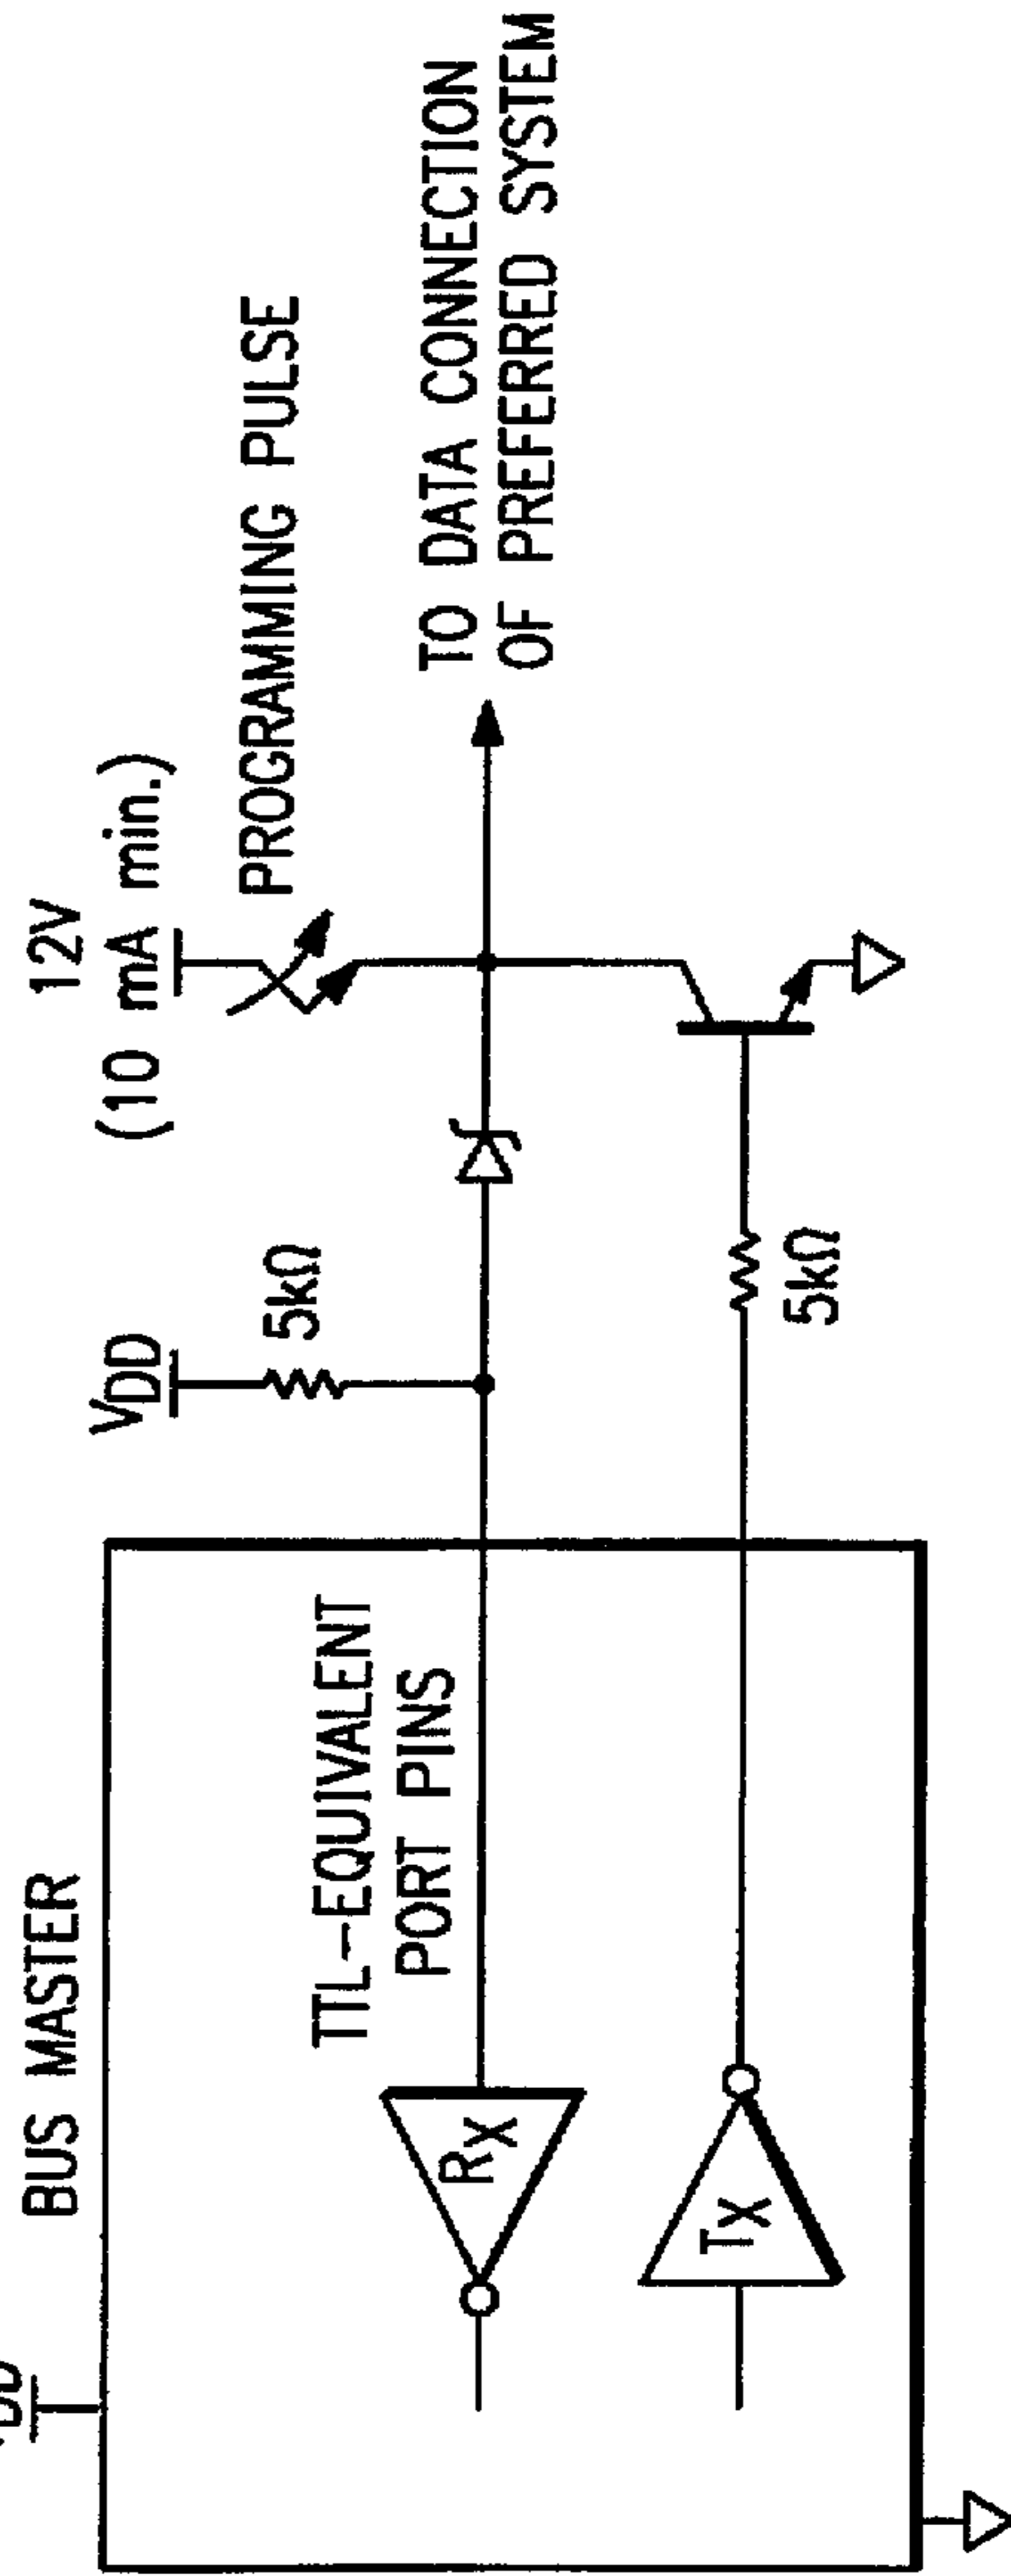 BUS MASTER
VDD
12V
(10 mA min.)
5kΩ
PROGRAMMING PULSE
TTL-EQUIVALENT
PORT PINS
RX
TO DATA CONNECTION
OF PREFERRED SYSTEM
TX
5kΩ